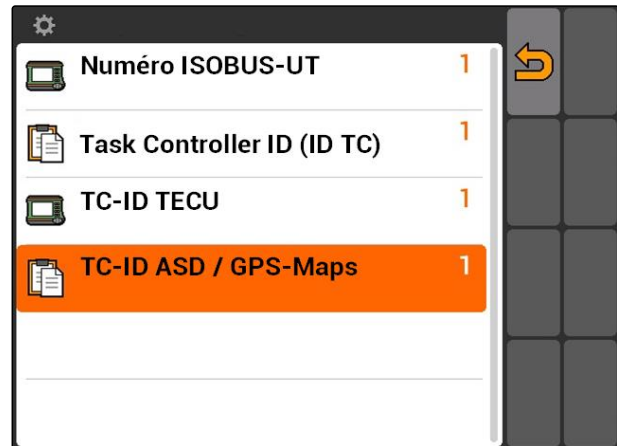 Numéro ISOBUS-UT 1
Task Controller ID (ID TC) 1
TC-ID TECU 1
TC-ID ASD / GPS-Maps 1